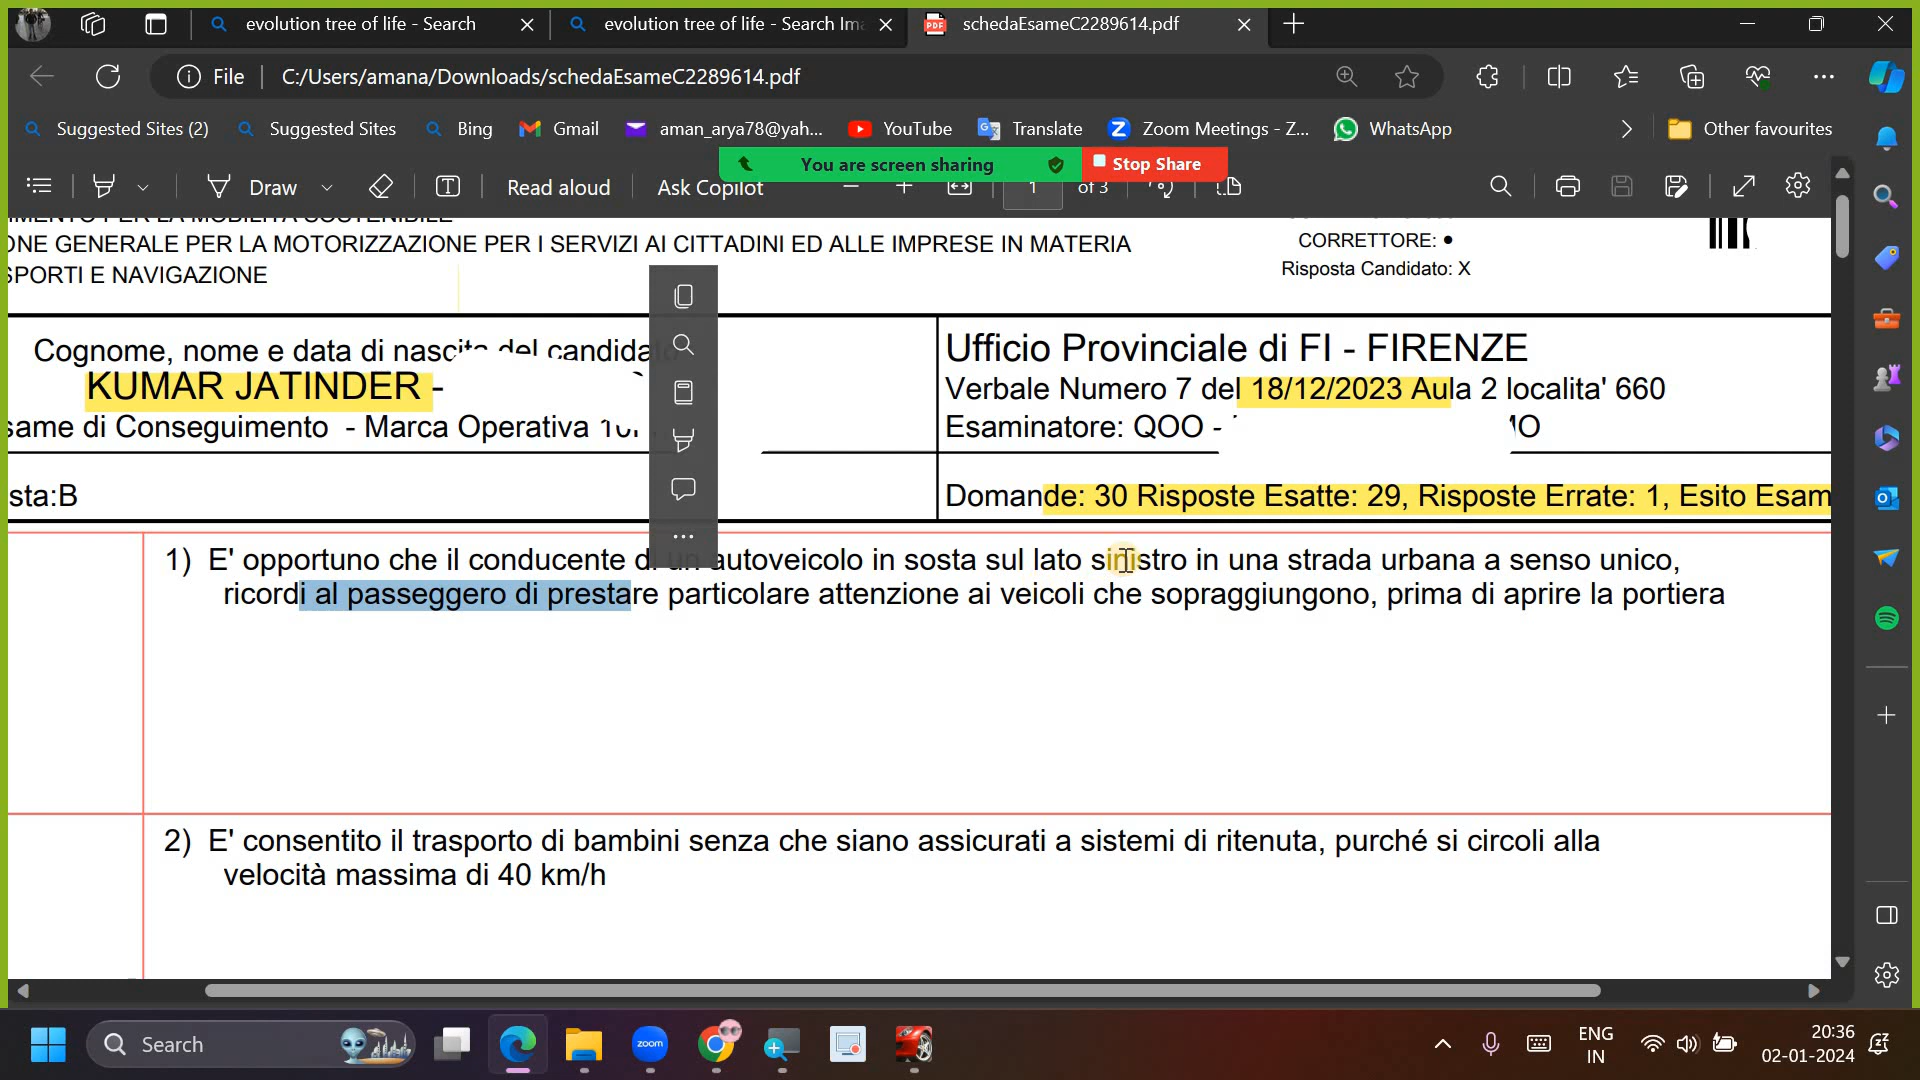 evolution tree of life - Search
evolution tree of life - Search Ima
schedaEsameC2289614.pdf
File
C:/Users/amana/Downloads/schedaEsameC2289614.pdf
Suggested Sites (2)
Suggested Sites
Bing
Gmail
aman_arya78@yah...
YouTube
Translate
Zoom Meetings - Z...
WhatsApp
Other favourites
You are screen sharing
Stop Share
Draw
Read aloud
Ask Copilot
1
of 3
ONE GENERALE PER LA MOTORIZZAZIONE PER I SERVIZI AI CITTADINI ED ALLE IMPRESE IN MATERIA
SPORTI E NAVIGAZIONE
CORRETTORE: •
Risposta Candidato: X
Cognome, nome e data di nascita del candidato
KUMAR JATINDER -
same di Conseguimento - Marca Operativa
sta:B
Ufficio Provinciale di FI - FIRENZE
Verbale Numero 7 del 18/12/2023 Aula 2 localita' 660
Esaminatore: QOO -
Domande: 30 Risposte Esatte: 29, Risposte Errate: 1, Esito Esam
1) E' opportuno che il conducente di un autoveicolo in sosta sul lato sinistro in una strada urbana a senso unico,
ricordi al passeggero di prestare particolare attenzione ai veicoli che sopraggiungono, prima di aprire la portiera
2) E' consentito il trasporto di bambini senza che siano assicurati a sistemi di ritenuta, purché si circoli alla
velocità massima di 40 km/h
Search
zoom
ENG
IN
20:36
02-01-2024